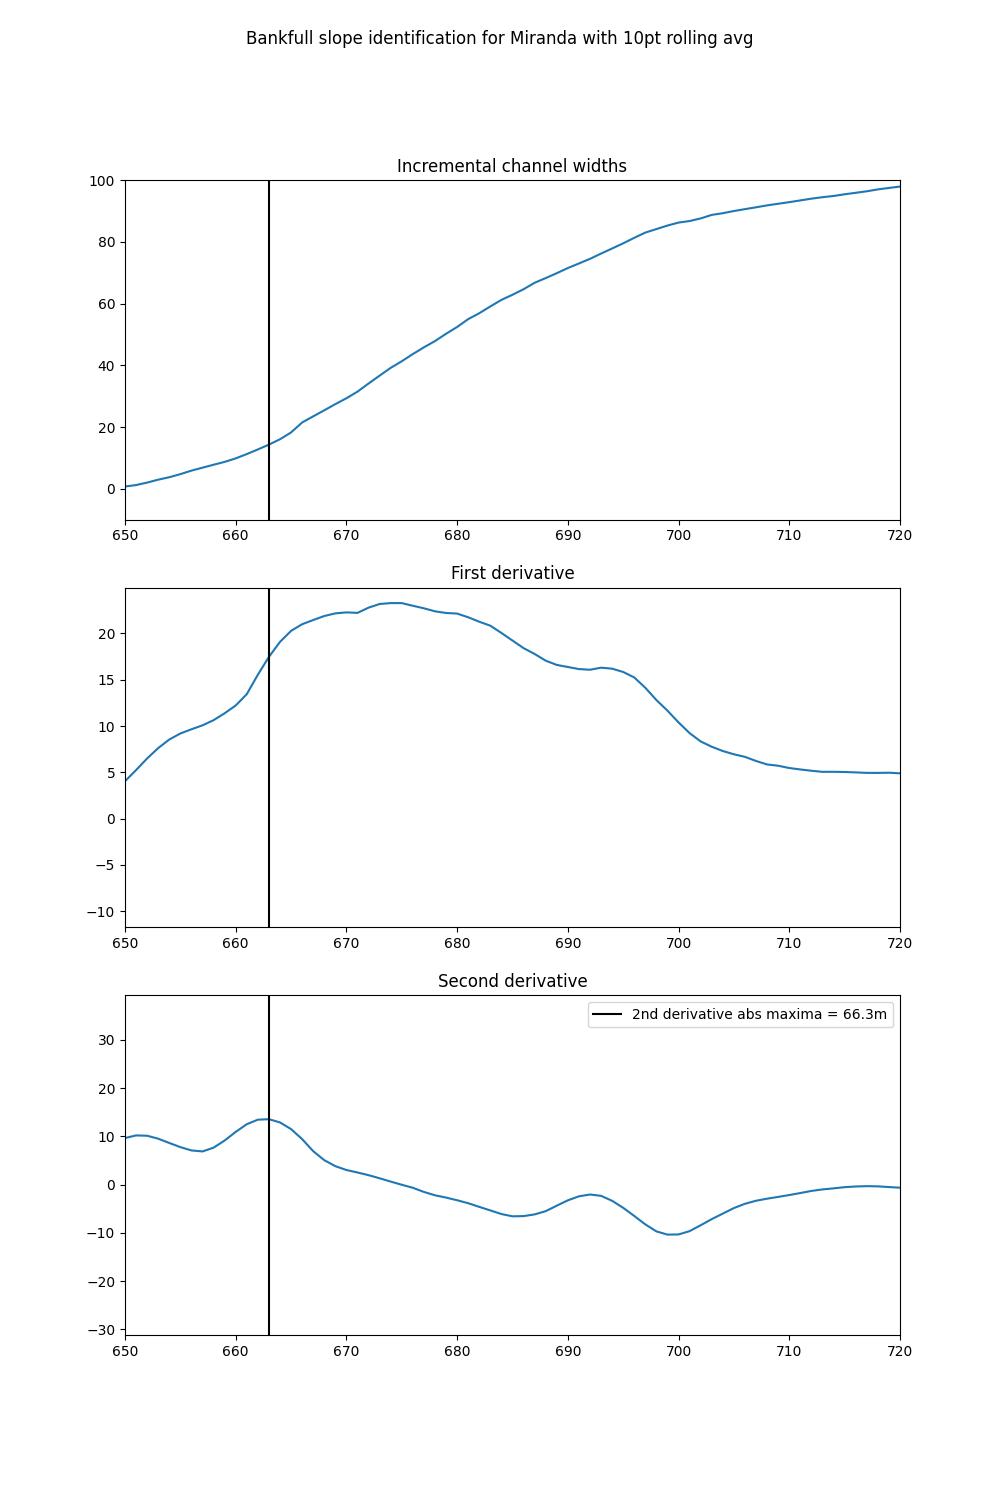 Bankfull slope identification for Miranda with 10pt rolling avg
Incremental channel widths
100
80
60
40
20
0
650 660 670 680 690 700 710 720
First derivative
20
15
10
5
0
−5
−10
650 660 670 680 690 700 710 720
Second derivative
2nd derivative abs maxima = 66.3m
30
20
10
0
−10
−20
−30
650 660 670 680 690 700 710 720